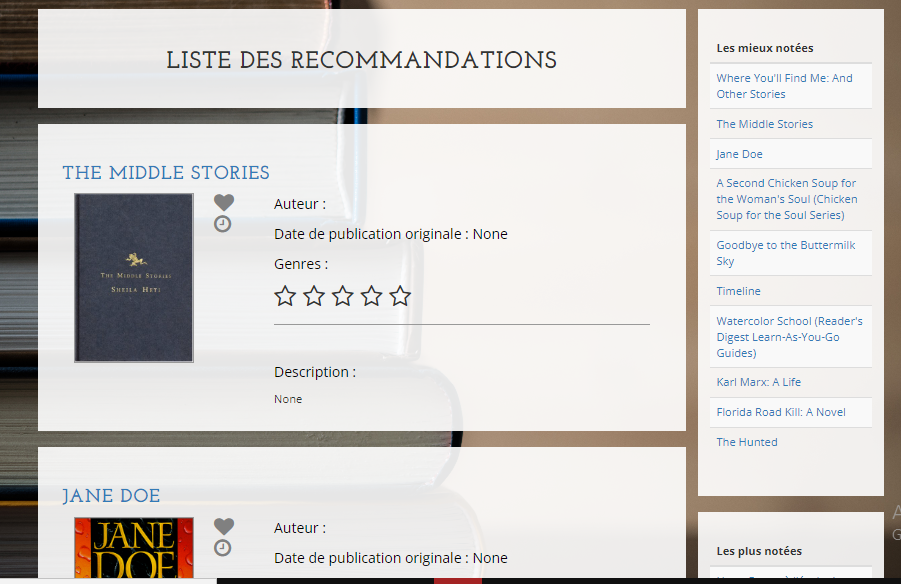 LISTE DES RECOMMANDATIONS
THE MIDDLE STORIES
THE MIDDLE STORIES
SHEILA HETI
Auteur :
Date de publication originale : None
Genres :
Description :
None
JANE DOE
JANE
DOE
Auteur :
Date de publication originale : None
Les mieux notées
Where You'll Find Me: And
Other Stories
The Middle Stories
Jane Doe
A Second Chicken Soup for
the Woman's Soul (Chicken
Soup for the Soul Series)
Goodbye to the Buttermilk
Sky
Timeline
Watercolor School (Reader's
Digest Learn-As-You-Go
Guides)
Karl Marx: A Life
Florida Road Kill: A Novel
The Hunted
Les plus notées